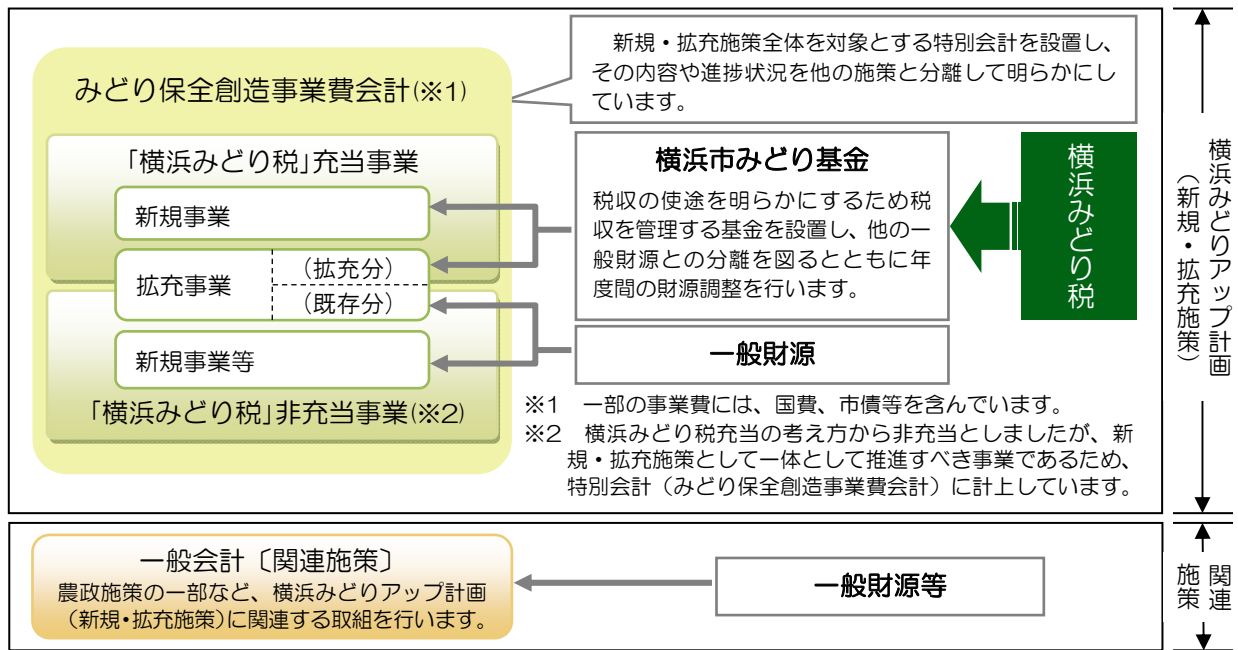 新規・拡充施策全体を対象とする特別会計を設置し、
その内容や進捗状況を他の施策と分離して明らかにし
ています。
みどり保全創造事業費会計(※1)
「横浜みどり税」充当事業
新規事業
拡充事業
(拡充分)
(既存分)
新規事業等
「横浜みどり税」非充当事業(※2)
横浜市みどり基金
税収の使途を明らかにするため税
収を管理する基金を設置し、他の一
般財源との分離を図るとともに年
度間の財源調整を行います。
一般財源
横浜みどり税
横浜みどりアップ計画
（新規・拡充施策）
※1　一部の事業費には、国費、市債等を含んでいます。
※2　横浜みどり税充当の考え方から非充当としましたが、新
規・拡充施策として一体として推進すべき事業であるため、
特別会計（みどり保全創造事業費会計）に計上しています。
一般会計〔関連施策〕
農政施策の一部など、横浜みどりアップ計画
（新規・拡充施策）に関連する取組を行います。
一般財源等
関連
施策